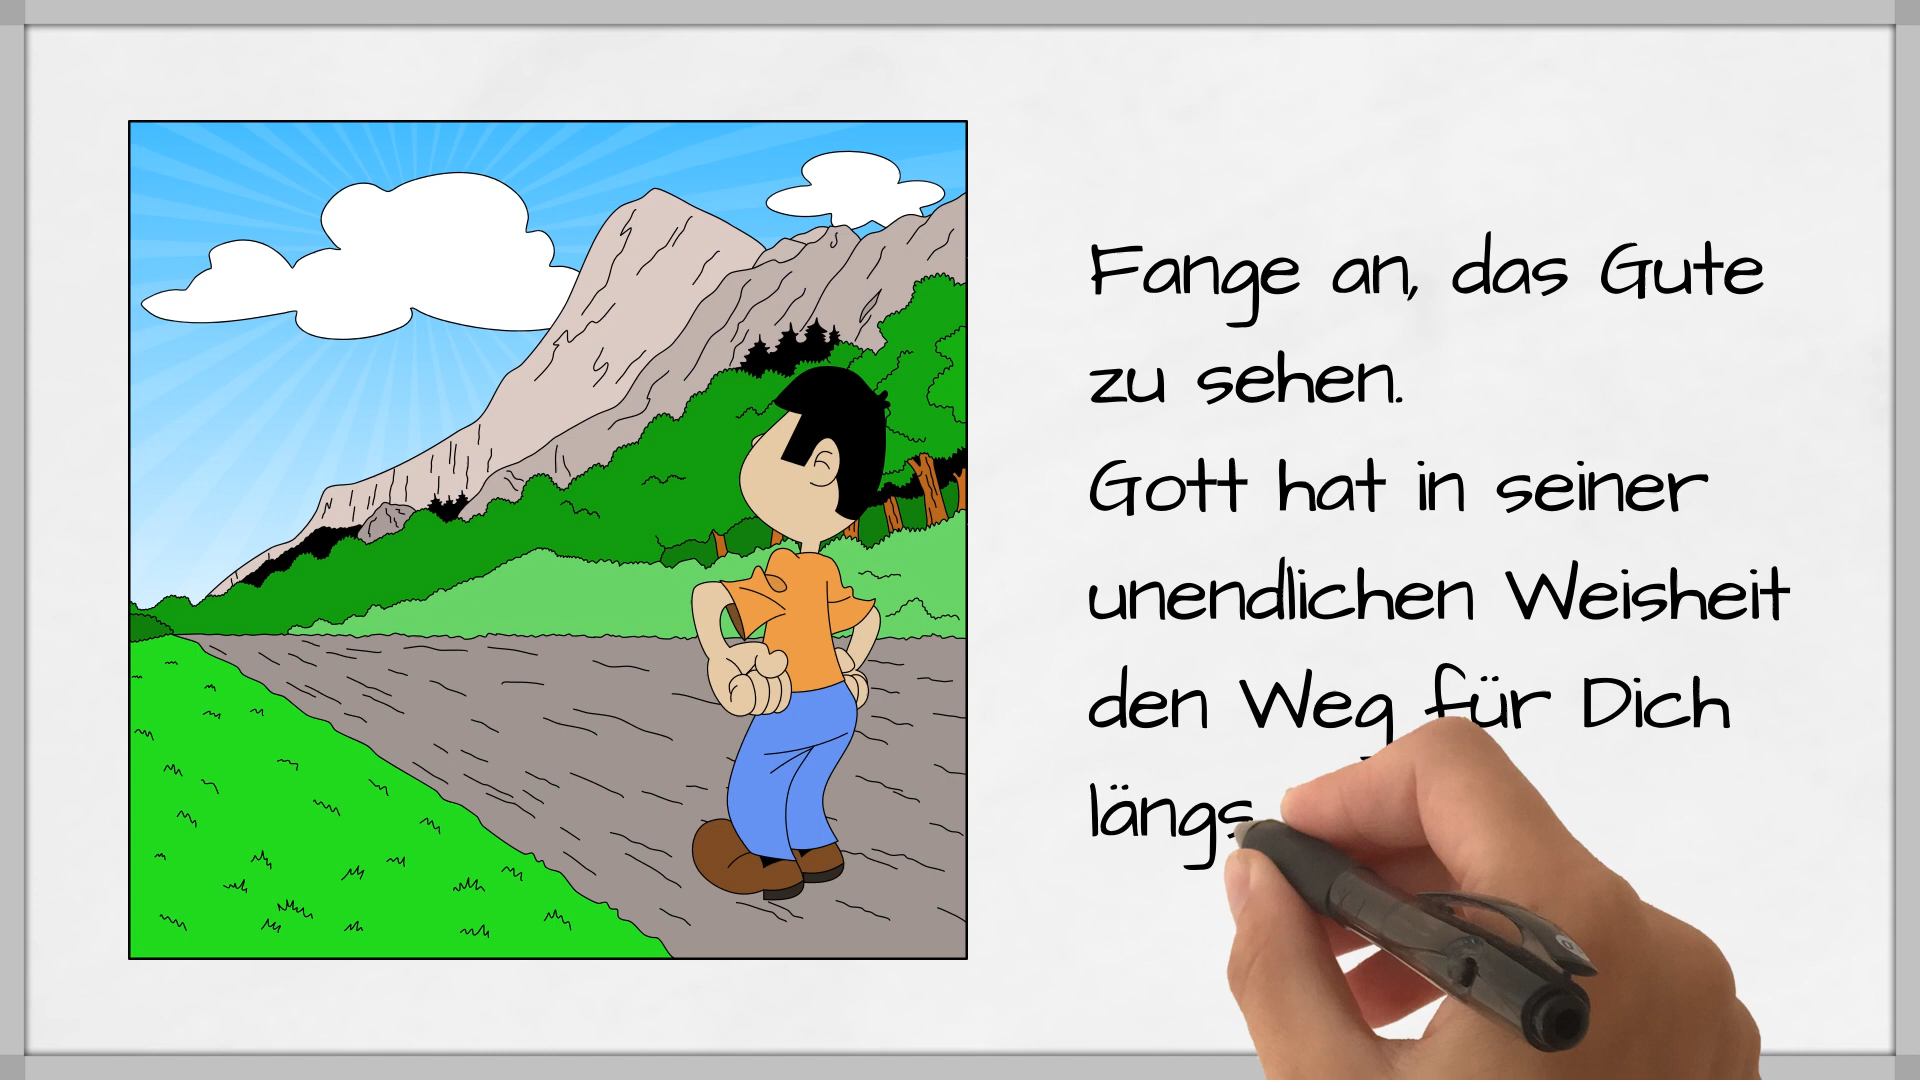 Fange an, das Gute
zu sehen.
Gott hat in seiner
unendlichen Weisheit
den Weg für Dich
längs